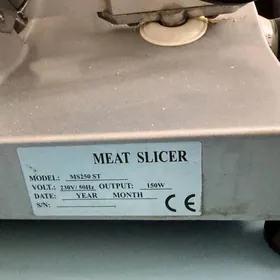 MEAT SLICER
MODEL: MS250 ST
VOLT.: 230V/ 50Hz OUTPUT: 150W
DATE: YEAR MONTH
S/N:
CE